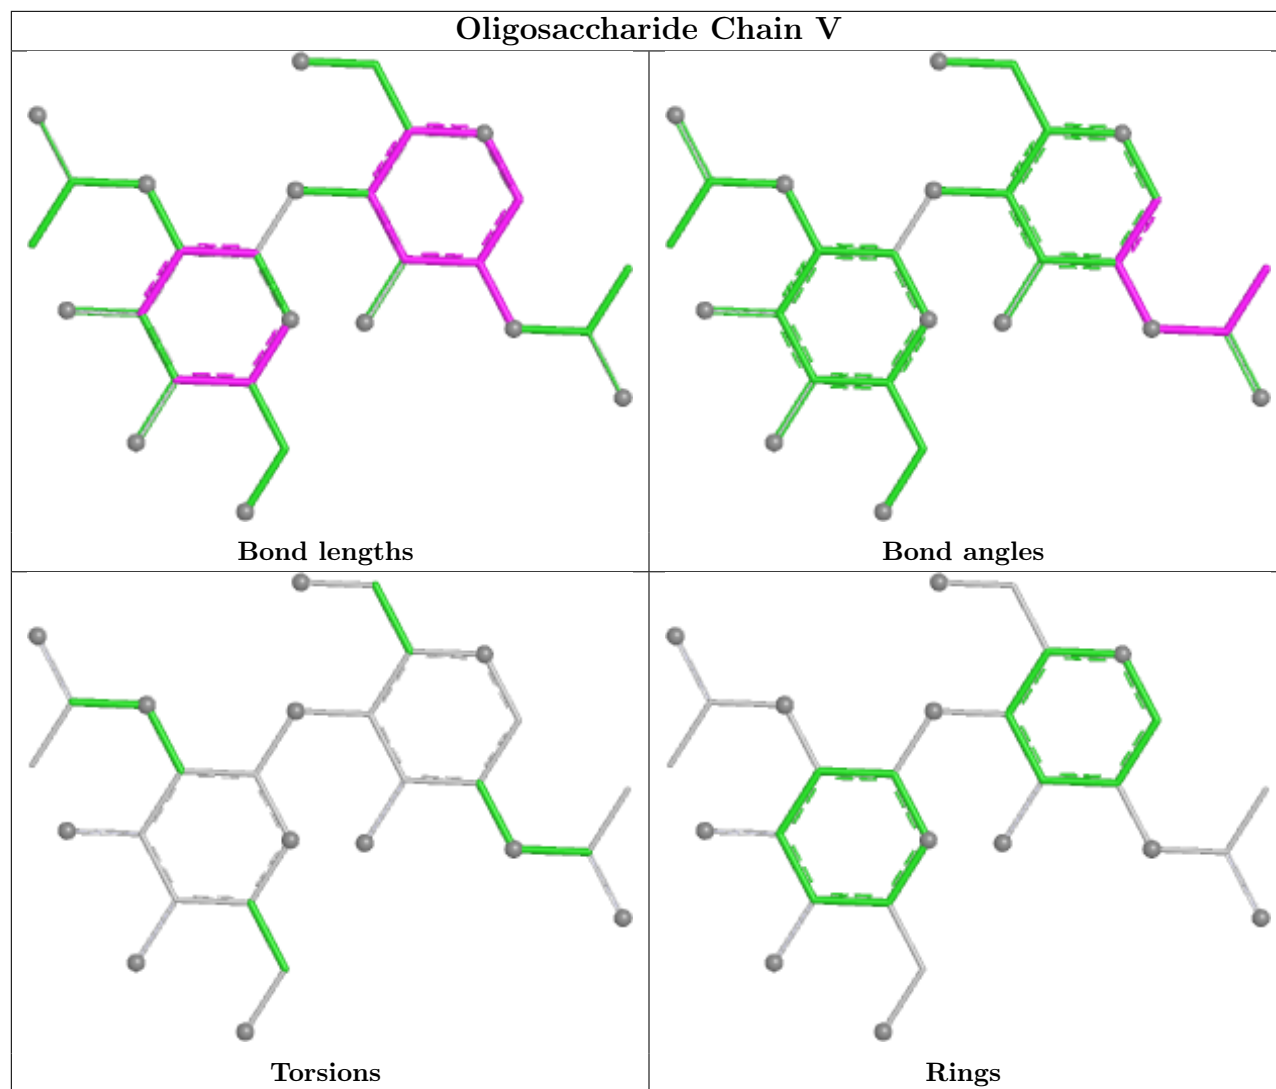 Oligosaccharide Chain V
Bond lengths
Bond angles
Torsions
Rings